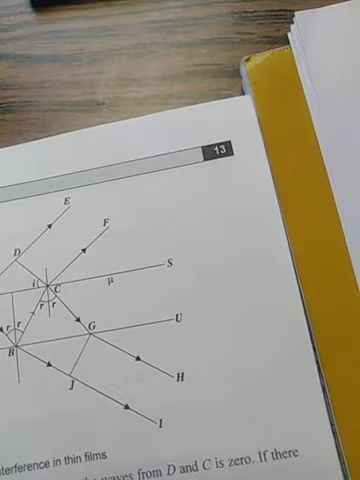 13
E
F
D
S
i C
μ
r r
G
U
r r
B
J
H
I
nterference in thin films
waves from D and C is zero. If there